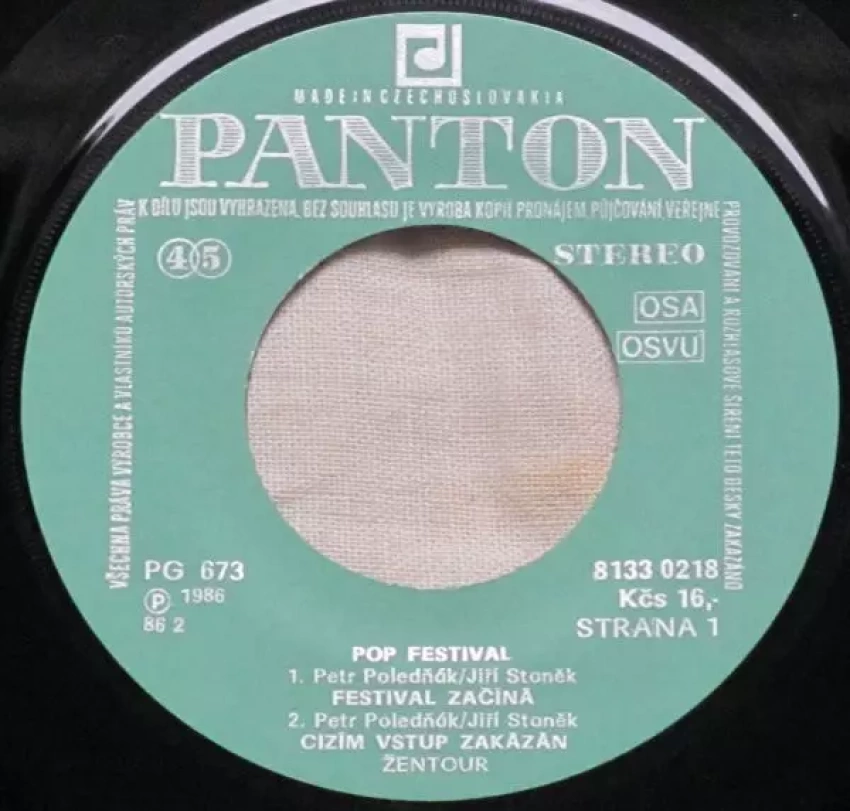 MADE IN CZECHOSLOVAKIA
PANTON
VŠECHNA PRÁVA VÝROBCE A VLASTNÍKU AUTORSKÝCH PRÁV
K DÍLU JSOU VYHRAZENA. BEZ SOUHLASU JE VÝROBA KOPIÍ PRONÁJEM, PŮJČOVÁNÍ, VEŘEJNÉ
PROVOZOVÁNÍ A ROZHLASOVÉ ŠÍŘENÍ TÉTO DESKY ZAKÁZÁNO
45
STEREO
OSA
OSVU
PG 673
Ⓟ 1986
86 2
8133 0218
Kčs 16,-
STRANA 1
POP FESTIVAL
1. Petr Poledňák/Jiří Stoněk
FESTIVAL ZAČÍNÁ
2. Petr Poledňák/Jiří Stoněk
CIZÍM VSTUP ZAKÁZÁN
ŽENTOUR